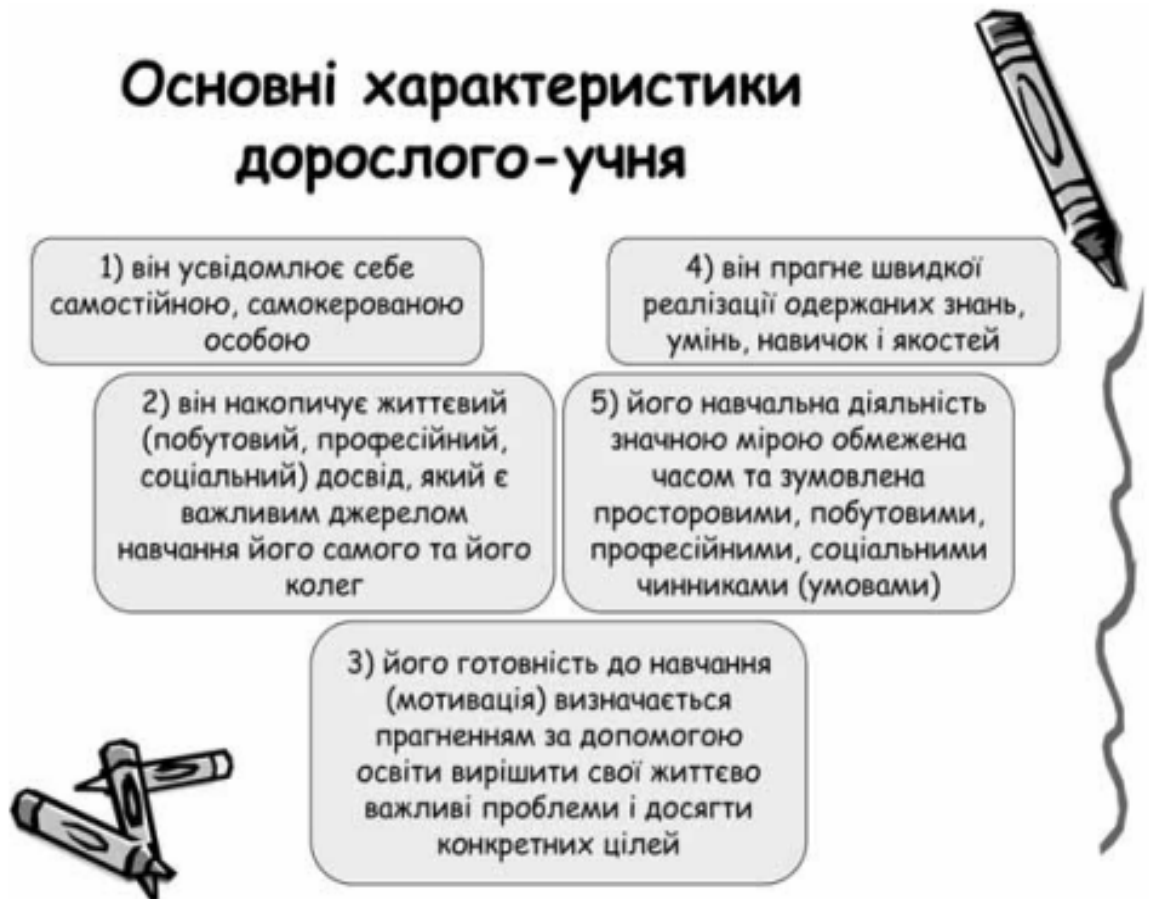 Основні характеристики
дорослого-учня
1) він усвідомлює себе
самостійною, самокерованою
особою
2) він накопичує життєвий
(побутовий, професійний,
соціальний) досвід, який є
важливим джерелом
навчання його самого та його
колег
3) його готовність до навчання
(мотивація) визначається
прагненням за допомогою
освіти вирішити свої життєво
важливі проблеми і досягти
конкретних цілей
4) він прагне швидкої
реалізації одержаних знань,
умінь, навичок і якостей
5) його навчальна діяльність
значною мірою обмежена
часом та зумовлена
просторовими, побутовими,
професійними, соціальними
чинниками (умовами)